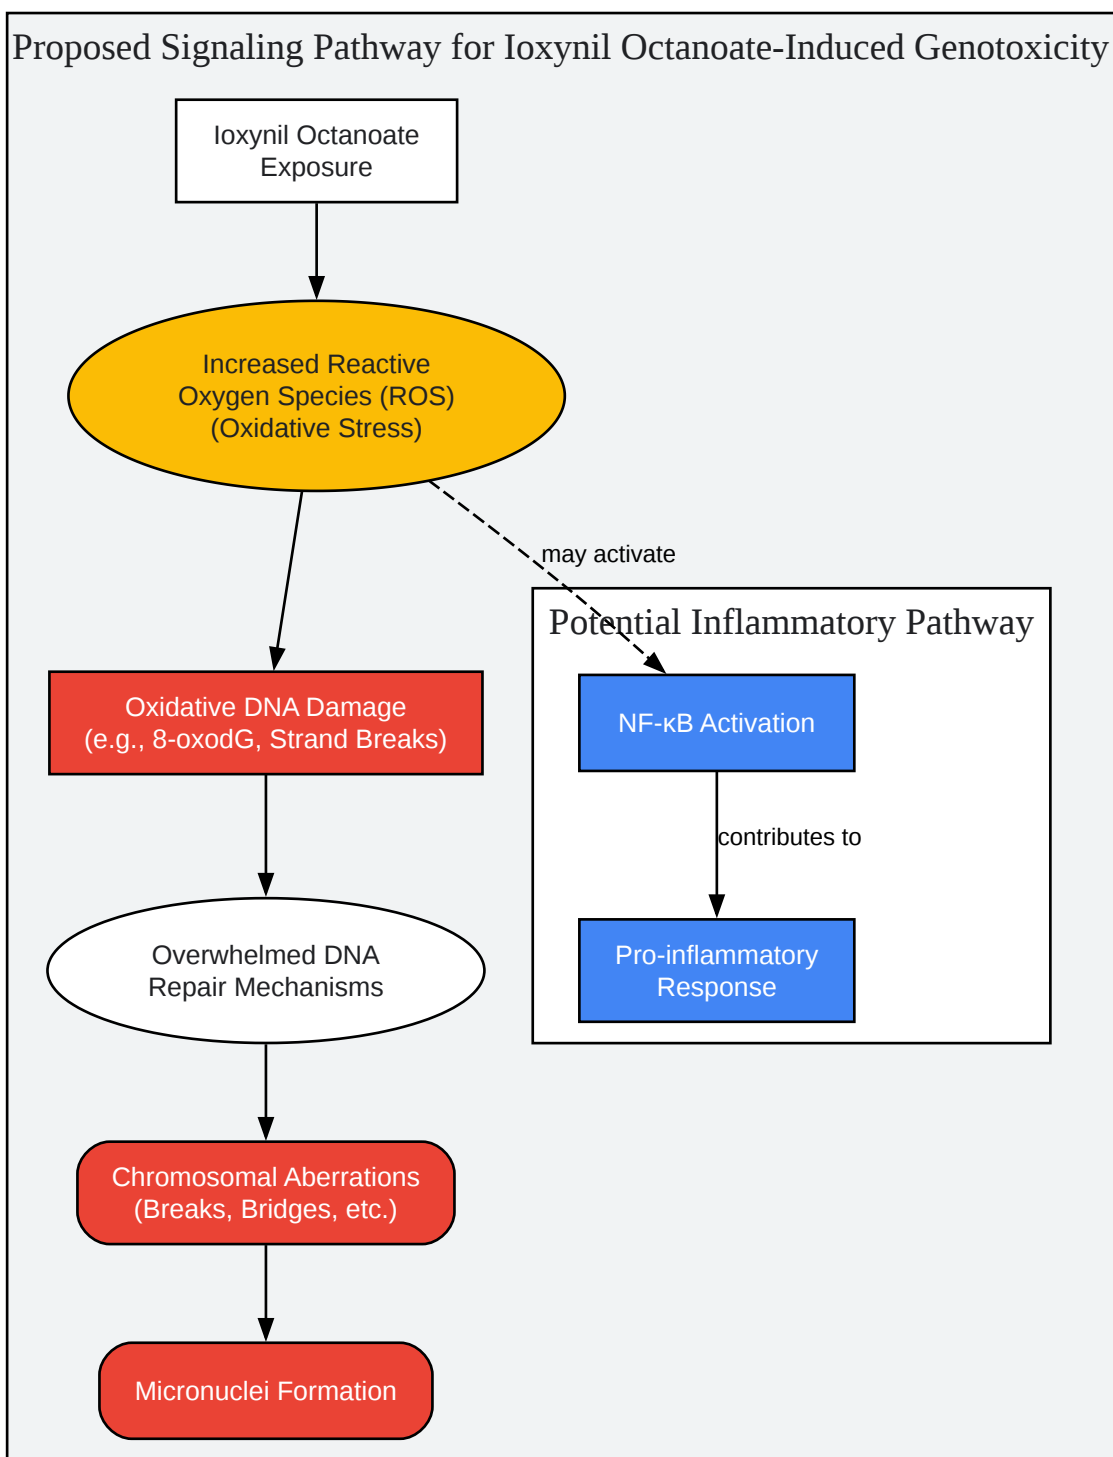 Proposed Signaling Pathway for Ioxynil Octanoate-Induced Genotoxicity
Ioxynil Octanoate
Exposure
Increased Reactive
Oxygen Species (ROS)
(Oxidative Stress)
may activate
Potential Inflammatory Pathway
Oxidative DNA Damage
(e.g., 8-oxodG, Strand Breaks)
NF-κB Activation
contributes to
Overwhelmed DNA
Repair Mechanisms
Pro-inflammatory
Response
Chromosomal Aberrations
(Breaks, Bridges, etc.)
Micronuclei Formation